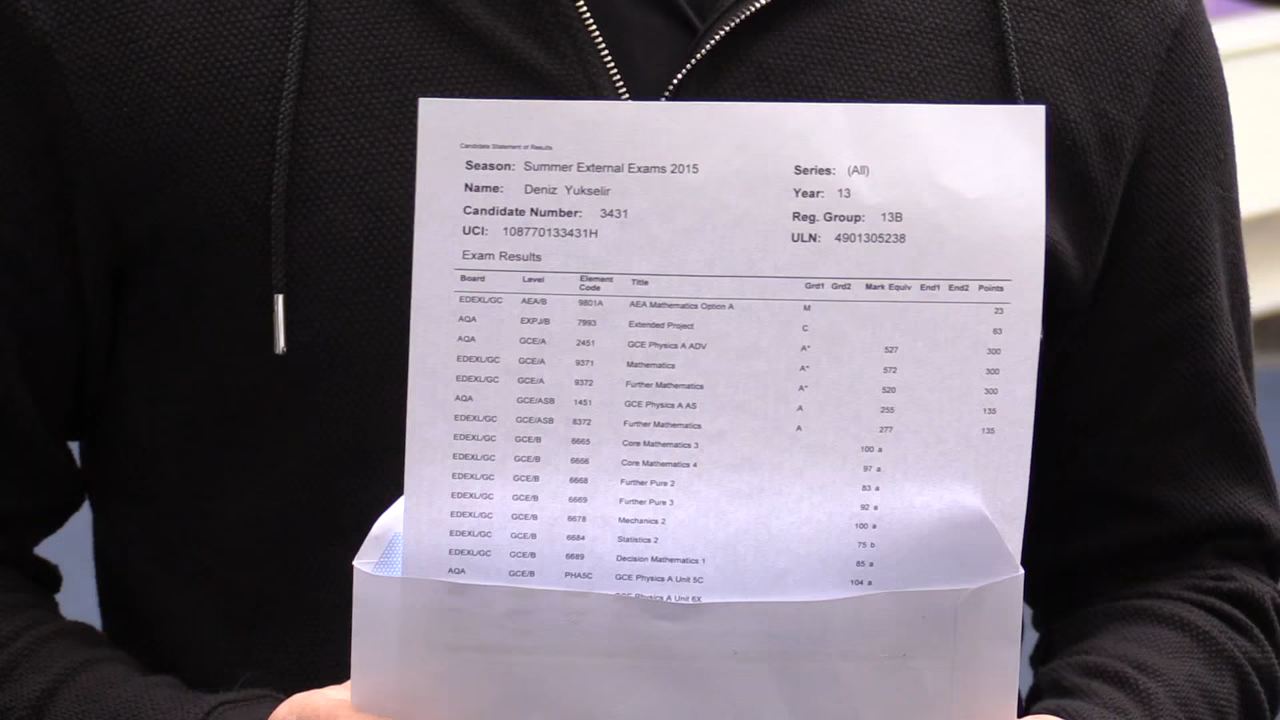 Candidate Statement of Results
Season: Summer External Exams 2015 Series: (All)
Name: Deniz Yukselir Year: 13
Candidate Number: 3431 Reg. Group: 13B
UCI: 108770133431H ULN: 4901305238
Exam Results
Board Level Element Code Title Grd1 Grd2 Mark Equiv End1 End2 Points
EDEXL/GC AEA/B 9801A AEA Mathematics Option A M 23
AQA EXPJ/B 7993 Extended Project C 63
AQA GCE/A 2451 GCE Physics A ADV A* 527 300
EDEXL/GC GCE/A 9371 Mathematics A* 572 300
EDEXL/GC GCE/A 9372 Further Mathematics A* 520 300
AQA GCE/ASB 1451 GCE Physics A AS A 255 135
EDEXL/GC GCE/ASB 8372 Further Mathematics A 277 135
EDEXL/GC GCE/B 6665 Core Mathematics 3 100 a
EDEXL/GC GCE/B 6666 Core Mathematics 4 97 a
EDEXL/GC GCE/B 6668 Further Pure 2 83 a
EDEXL/GC GCE/B 6669 Further Pure 3 92 a
EDEXL/GC GCE/B 6678 Mechanics 2 100 a
EDEXL/GC GCE/B 6684 Statistics 2 75 b
EDEXL/GC GCE/B 6689 Decision Mathematics 1 85 a
AQA GCE/B PHA5C GCE Physics A Unit 5C 104 a
GCE Physics A Unit 6X